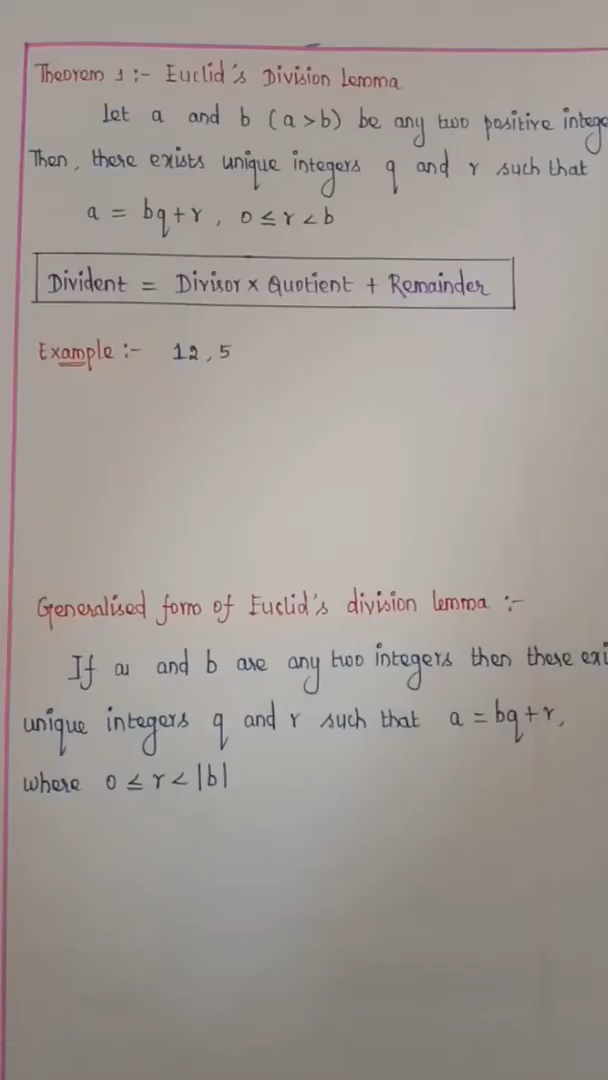 Theorem 1 :- Euclid's Division Lemma
Let a and b (a > b) be any two positive intege
Then, there exists unique integers q and r such that
a = bq + r, 0 ≤ r < b
Divident = Divisor × Quotient + Remainder
Example :- 12, 5
Generalised form of Euclid's division lemma :-
If a and b are any two integers then there exi
unique integers q and r such that a = bq + r,
where 0 ≤ r < |b|